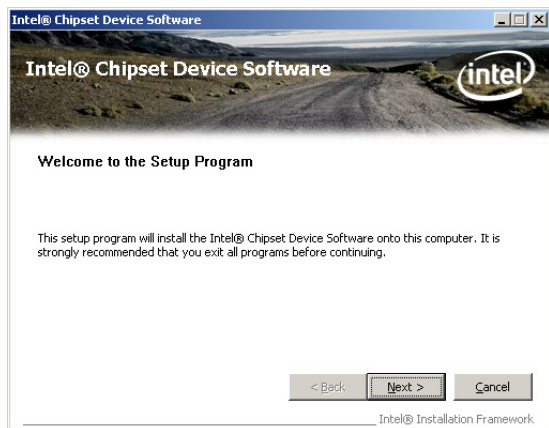 Intel® Chipset Device Software
Intel® Chipset Device Software
intel
Welcome to the Setup Program
This setup program will install the Intel® Chipset Device Software onto this computer. It is
strongly recommended that you exit all programs before continuing.
< Back
Next >
Cancel
Intel® Installation Framework